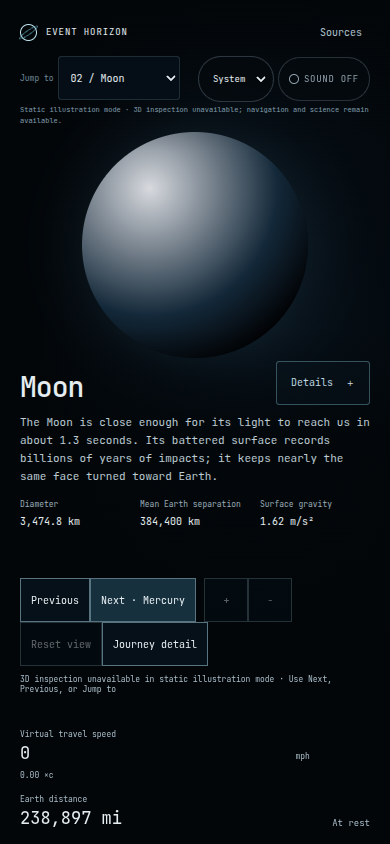 EVENT HORIZON
Sources
Jump to
02 / Moon
System
SOUND OFF
Static illustration mode · 3D inspection unavailable; navigation and science remain
available.
Moon
Details +
The Moon is close enough for its light to reach us in
about 1.3 seconds. Its battered surface records
billions of years of impacts; it keeps nearly the
same face turned toward Earth.
Diameter
3,474.8 km
Mean Earth separation
384,400 km
Surface gravity
1.62 m/s²
Previous
Next · Mercury
+
-
Reset view
Journey detail
3D inspection unavailable in static illustration mode · Use Next,
Previous, or Jump to
Virtual travel speed
0
mph
0.00 ×c
Earth distance
238,897 mi
At rest